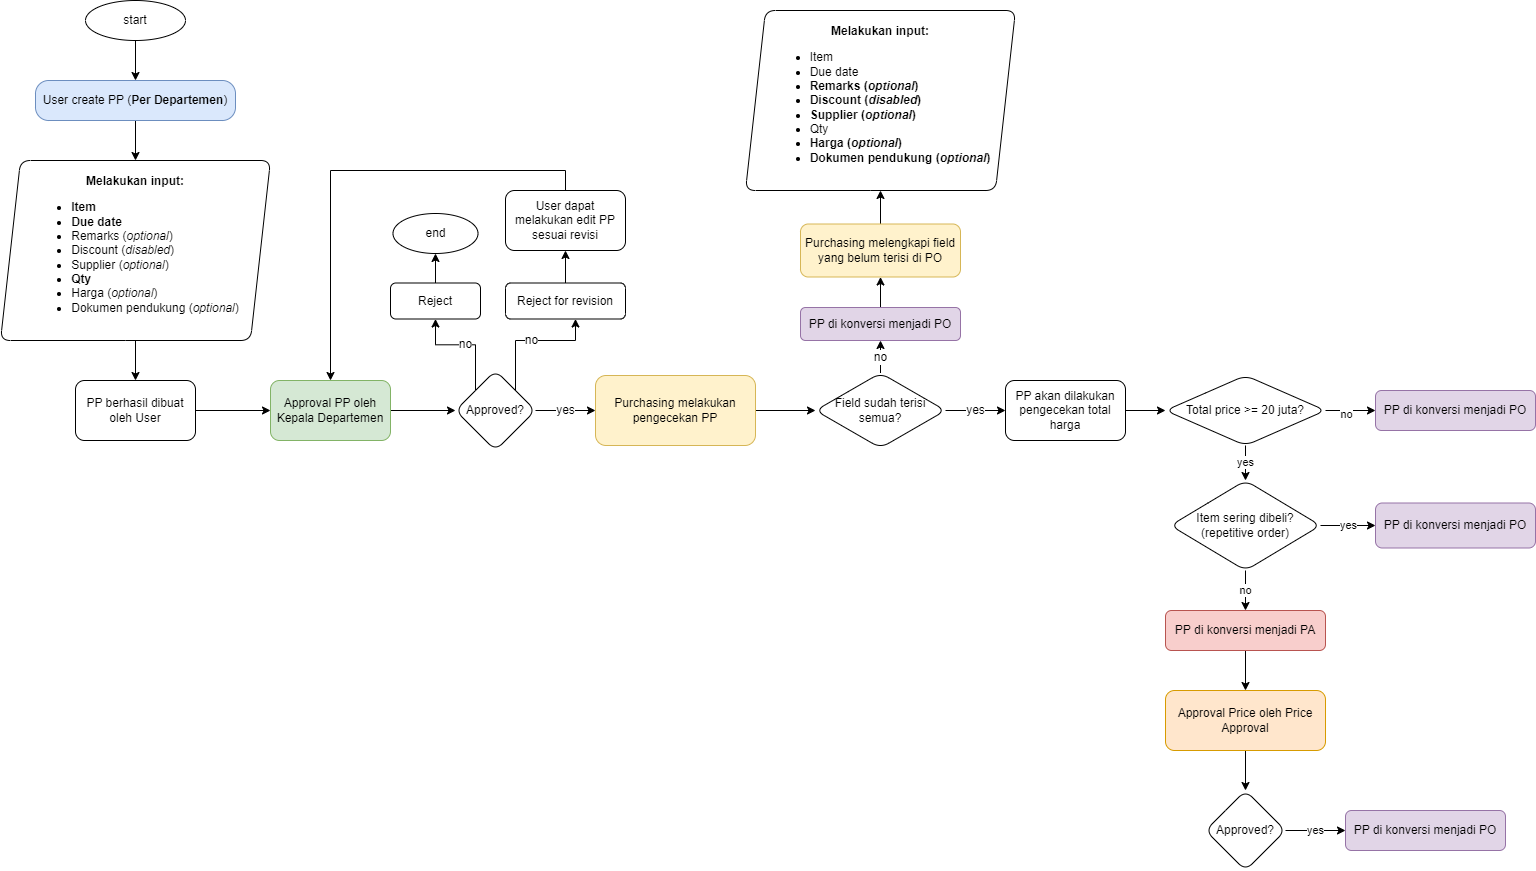 start
User create PP (Per Departemen)
Melakukan input:
Item
Due date
Remarks (optional)
Discount (disabled)
Supplier (optional)
Qty
Harga (optional)
Dokumen pendukung (optional)
PP berhasil dibuat
oleh User
Approval PP oleh
Kepala Departemen
Approved?
no
Reject
end
no
Reject for revision
User dapat
melakukan edit PP
sesuai revisi
yes
Purchasing melakukan
pengecekan PP
Field sudah terisi
semua?
no
PP di konversi menjadi PO
Purchasing melengkapi field
yang belum terisi di PO
Melakukan input:
Item
Due date
Remarks (optional)
Discount (disabled)
Supplier (optional)
Qty
Harga (optional)
Dokumen pendukung (optional)
yes
PP akan dilakukan
pengecekan total
harga
Total price >= 20 juta?
no
PP di konversi menjadi PO
yes
Item sering dibeli?
(repetitive order)
yes
PP di konversi menjadi PO
no
PP di konversi menjadi PA
Approval Price oleh Price
Approval
Approved?
yes
PP di konversi menjadi PO